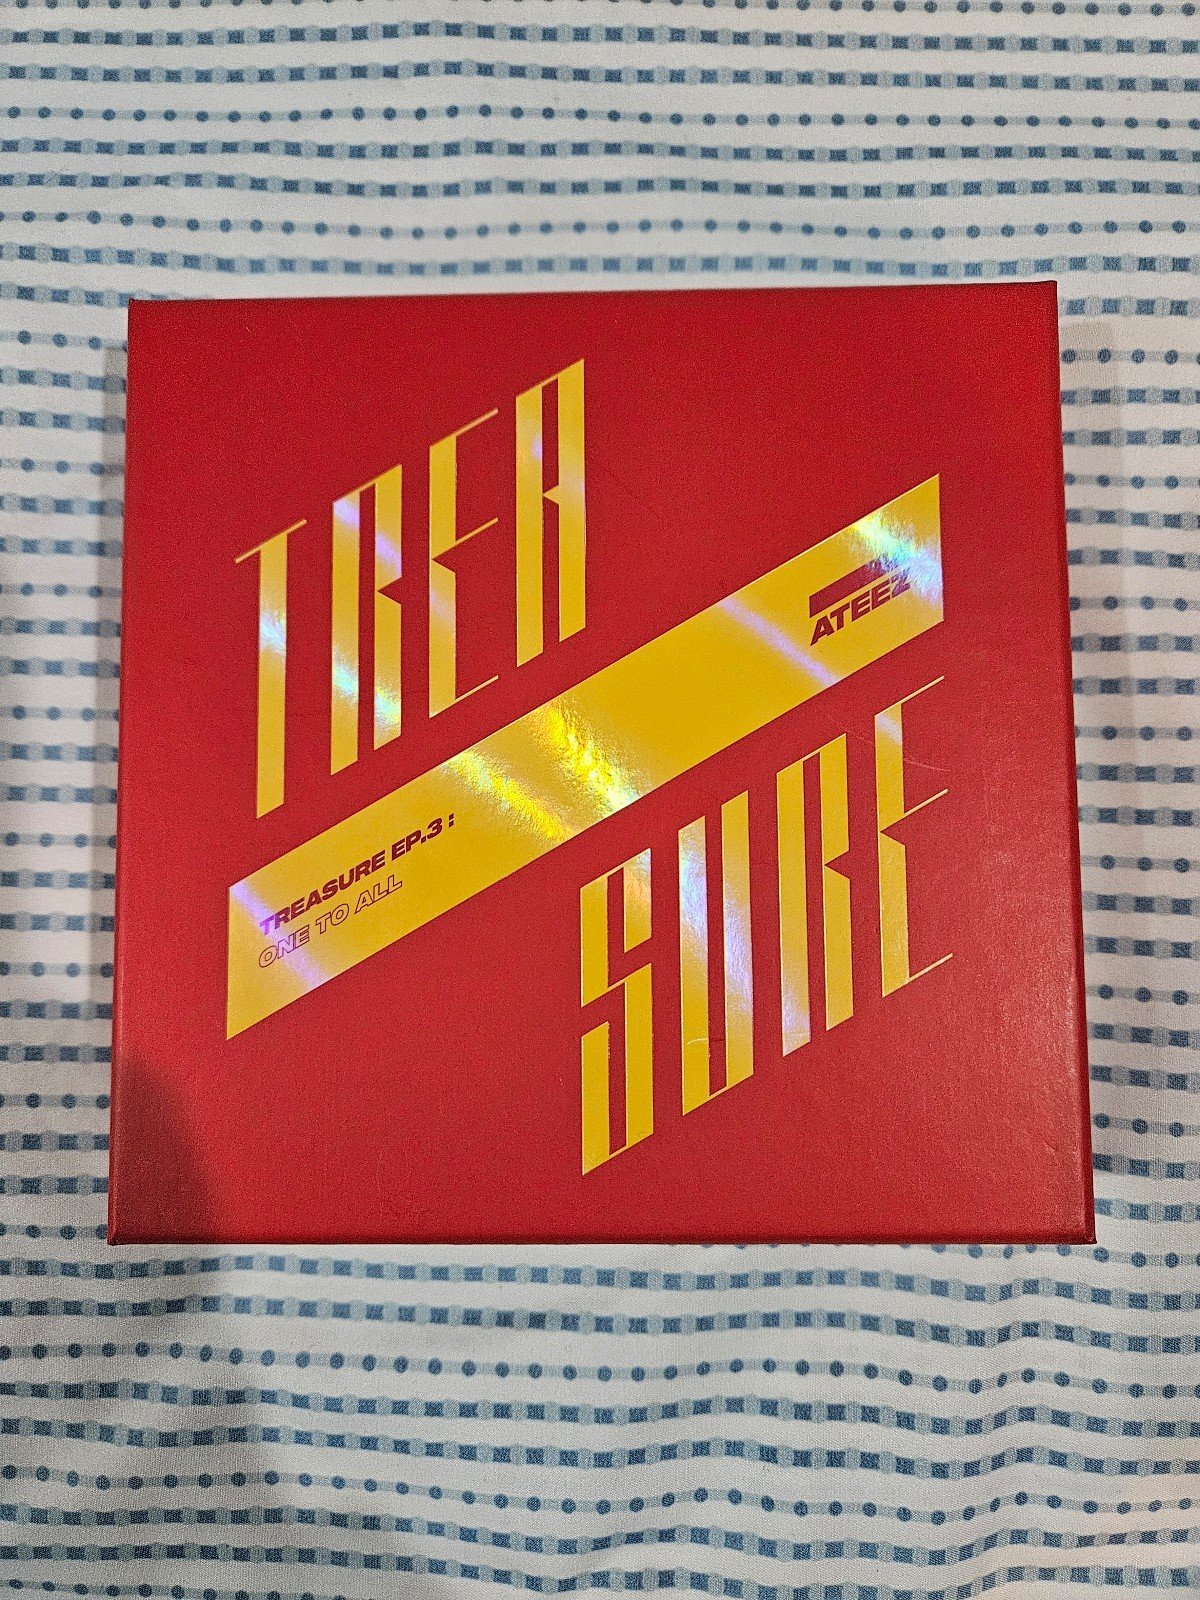 TREA
ATEEZ
TREASURE EP.3 :
ONE TO ALL
SURE